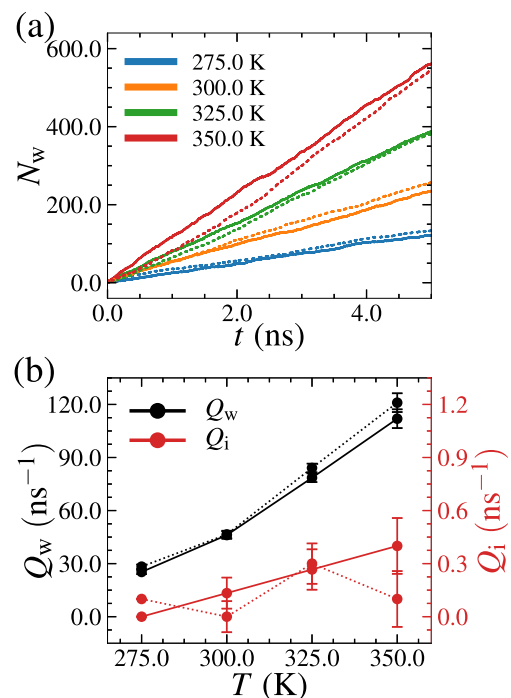 (a)
600.0
400.0
200.0
0.0
N_w
275.0 K
300.0 K
325.0 K
350.0 K
0.0 2.0 4.0
t (ns)
(b)
120.0
90.0
60.0
30.0
0.0
Q_w (ns⁻¹)
Q_w
Q_i
1.2
0.9
0.6
0.3
0.0
Q_i (ns⁻¹)
275.0 300.0 325.0 350.0
T (K)